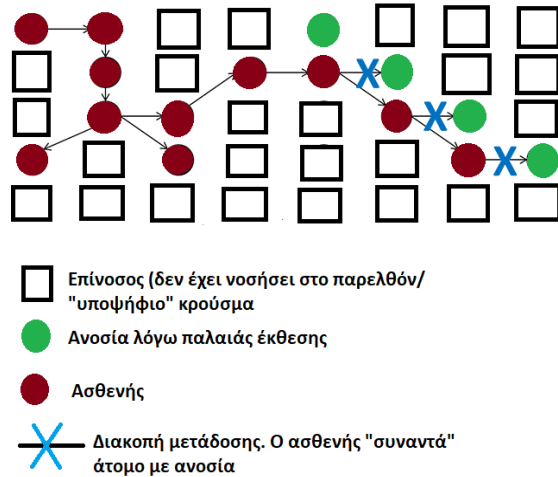 Επίνοσος (δεν έχει νοσήσει στο παρελθόν/
"υποψήφιο" κρούσμα
Ανοσία λόγω παλαιάς έκθεσης
Ασθενής
Διακοπή μετάδοσης. Ο ασθενής "συναντά"
άτομο με ανοσία